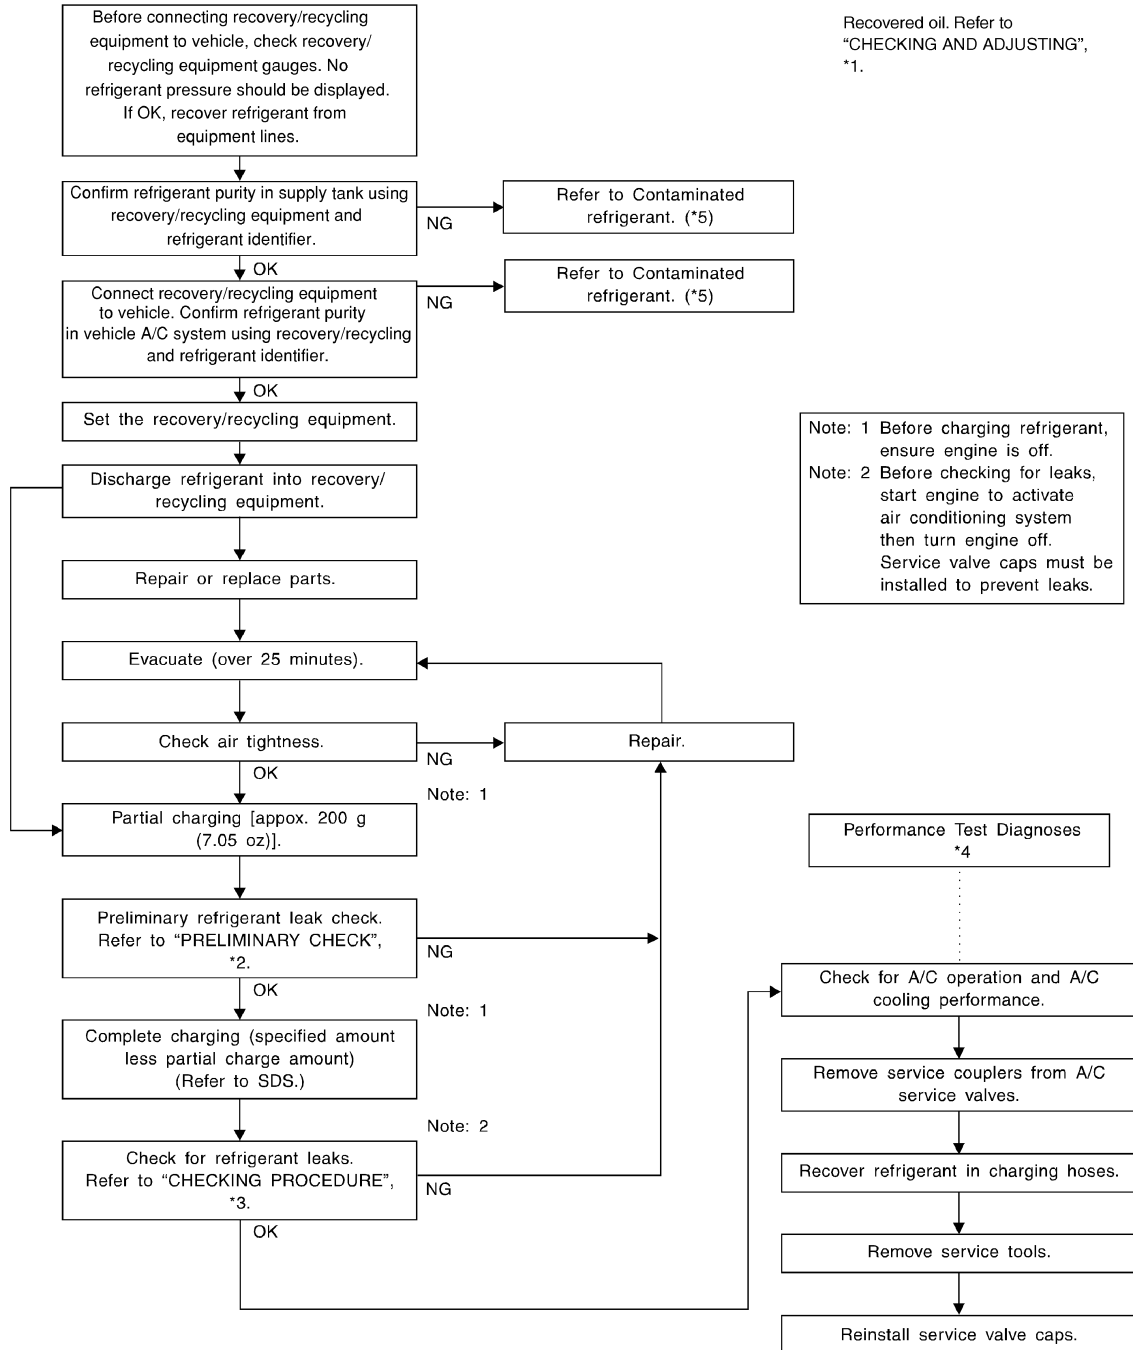 Before connecting recovery/recycling
equipment to vehicle, check recovery/
recycling equipment gauges. No
refrigerant pressure should be displayed.
If OK, recover refrigerant from
equipment lines.
Recovered oil. Refer to
“CHECKING AND ADJUSTING”,
*1.
Confirm refrigerant purity in supply tank using
recovery/recycling equipment and
refrigerant identifier.
NG
Refer to Contaminated
refrigerant. (*5)
OK
Connect recovery/recycling equipment
to vehicle. Confirm refrigerant purity
in vehicle A/C system using recovery/recycling
and refrigerant identifier.
NG
Refer to Contaminated
refrigerant. (*5)
OK
Set the recovery/recycling equipment.
Note: 1 Before charging refrigerant,
ensure engine is off.
Note: 2 Before checking for leaks,
start engine to activate
air conditioning system
then turn engine off.
Service valve caps must be
installed to prevent leaks.
Discharge refrigerant into recovery/
recycling equipment.
Repair or replace parts.
Evacuate (over 25 minutes).
Check air tightness.
NG
Repair.
OK
Note: 1
Partial charging [appox. 200 g
(7.05 oz)].
Preliminary refrigerant leak check.
Refer to “PRELIMINARY CHECK”,
*2.
NG
OK
Note: 1
Complete charging (specified amount
less partial charge amount)
(Refer to SDS.)
Note: 2
Check for refrigerant leaks.
Refer to “CHECKING PROCEDURE”,
*3.
NG
OK
Performance Test Diagnoses
*4
Check for A/C operation and A/C
cooling performance.
Remove service couplers from A/C
service valves.
Recover refrigerant in charging hoses.
Remove service tools.
Reinstall service valve caps.